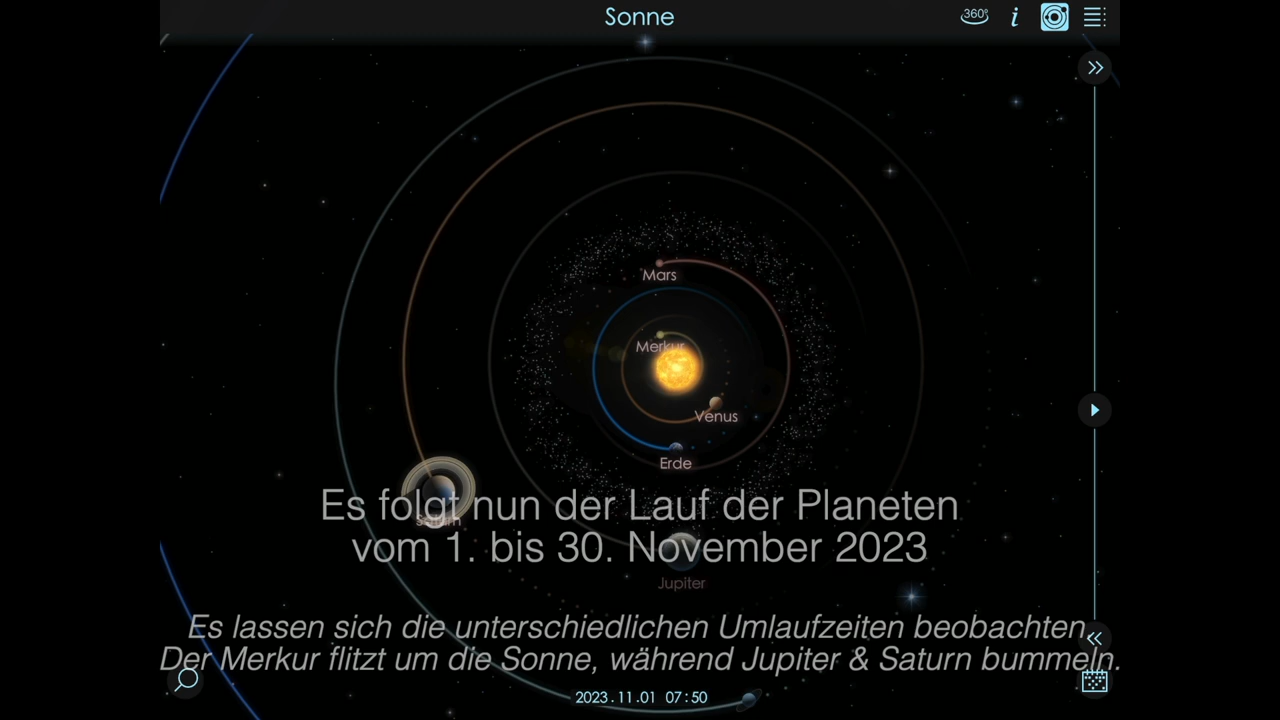 Sonne
360°
i
Mars
Merkur
Venus
Erde
Es folgt nun der Lauf der Planeten
Saturn
vom 1. bis 30. November 2023
Jupiter
Es lassen sich die unterschiedlichen Umlaufzeiten beobachten.
Der Merkur flitzt um die Sonne, während Jupiter & Saturn bummeln.
2023.11.01 07:50